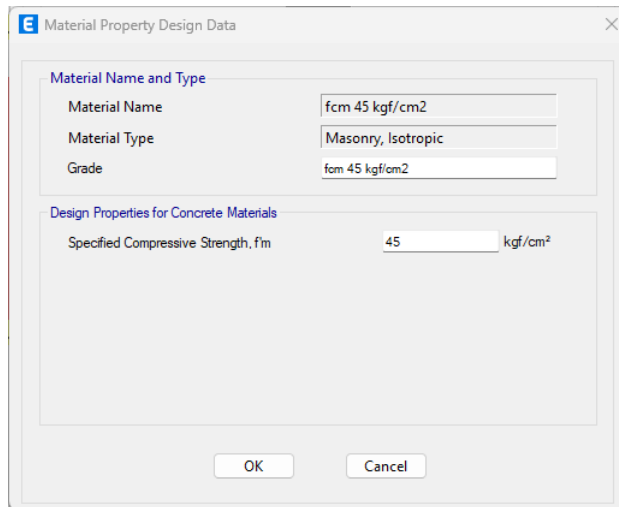 E Material Property Design Data
Material Name and Type
Material Name fcm 45 kgf/cm2
Material Type Masonry, Isotropic
Grade fcm 45 kgf/cm2
Design Properties for Concrete Materials
Specified Compressive Strength, f'm 45 kgf/cm²
OK Cancel